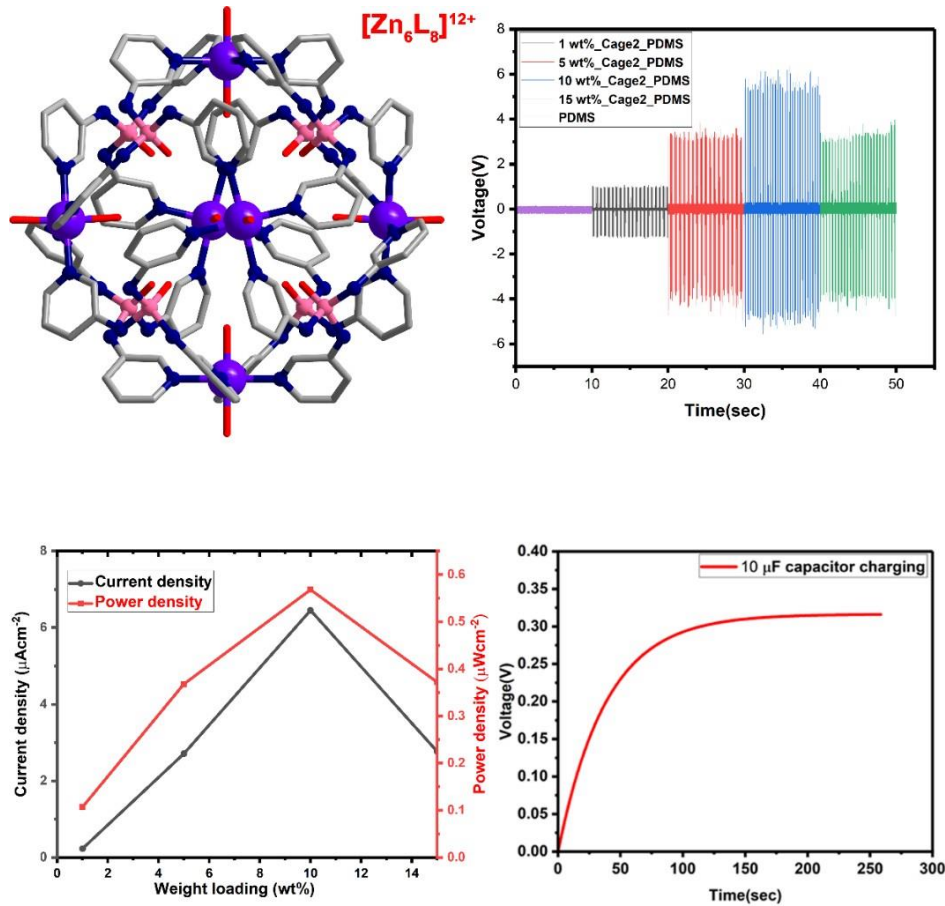 [Zn6L8]12+
1 wt%_Cage2_PDMS
5 wt%_Cage2_PDMS
10 wt%_Cage2_PDMS
15 wt%_Cage2_PDMS
PDMS
8
6
4
2
0
-2
-4
-6
Voltage(V)
0 10 20 30 40 50
Time(sec)
Current density
Power density
8
6
4
2
0
Current density (μAcm-2)
0.6
0.5
0.4
0.3
0.2
0.1
0.0
Power density (μWcm-2)
0 2 4 6 8 10 12 14
Weight loading (wt%)
10 μF capacitor charging
0.40
0.35
0.30
0.25
0.20
0.15
0.10
0.05
0.00
Voltage(V)
0 50 100 150 200 250 300
Time(sec)